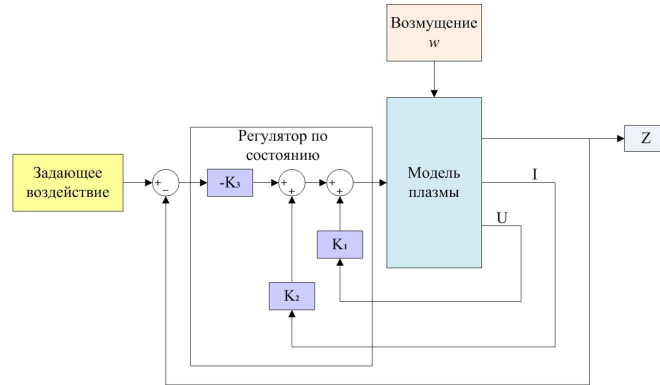 Возмущение
w
Регулятор по
состоянию
Задающее
воздействие
+
−
-K₃
+
+
+
+
Модель
плазмы
Z
I
U
K₁
K₂